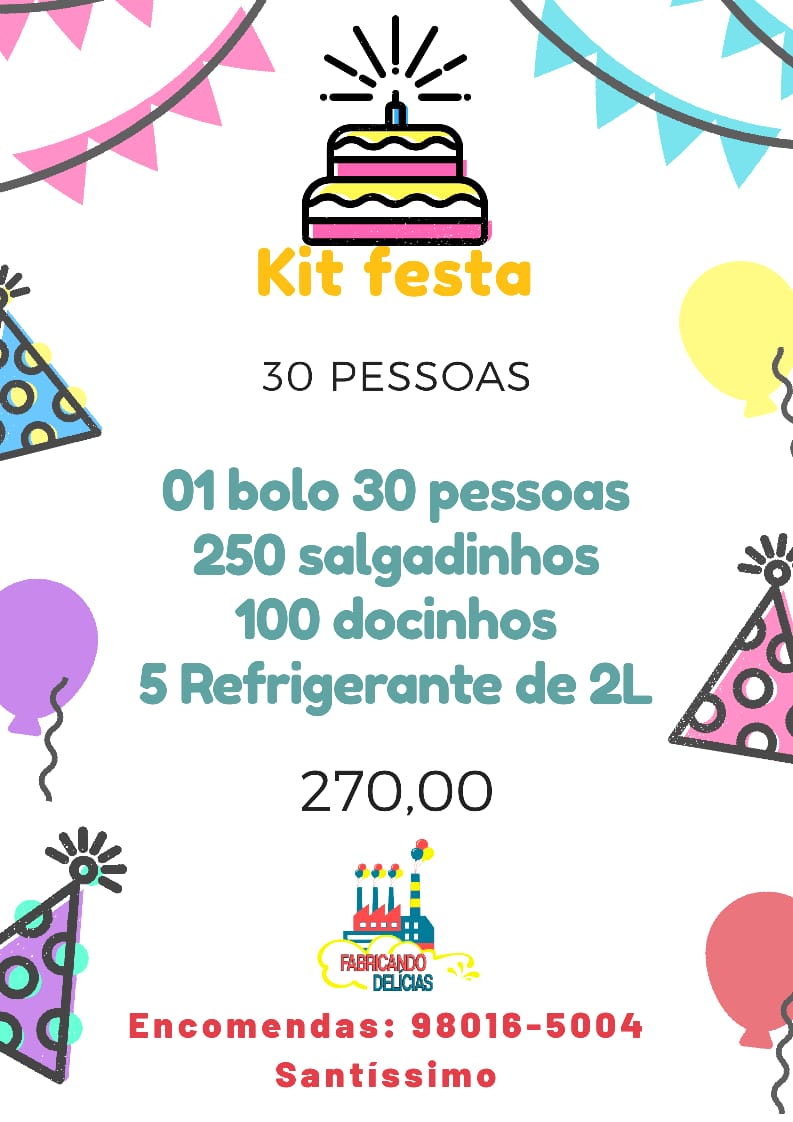 Kit festa
30 PESSOAS
01 bolo 30 pessoas
250 salgadinhos
100 docinhos
5 Refrigerante de 2L
270,00
FABRICANDO
DELÍCIAS
Encomendas: 98016-5004
Santíssimo